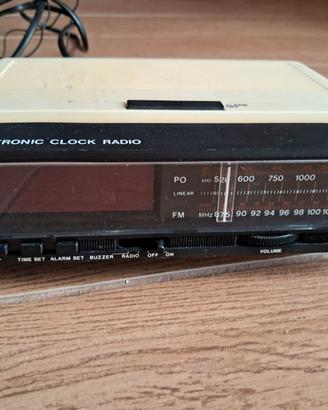 TRONIC CLOCK RADIO
PO kHz 520 600 750 1000
LINEAR
FM MHz 87.5 90 92 94 96 98 100
TIME SET ALARM SET BUZZER RADIO OFF ON
VOLUME